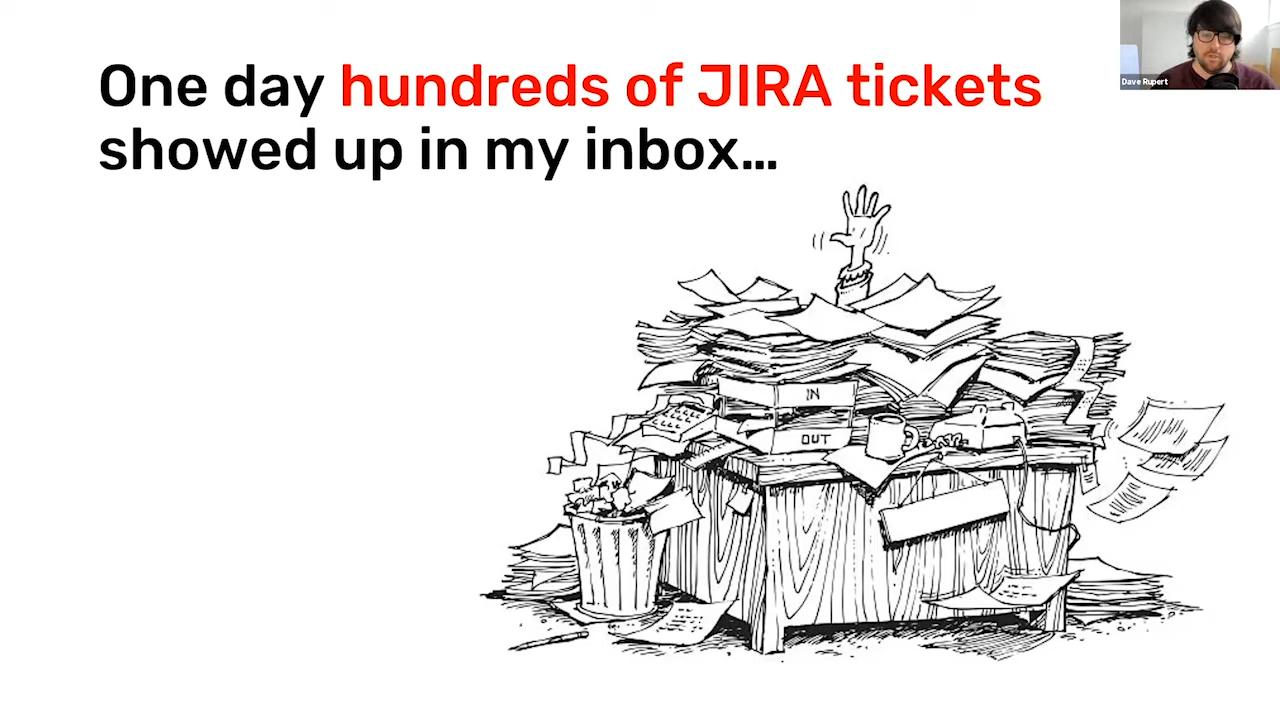 One day hundreds of JIRA tickets
showed up in my inbox…
Dave Rupert
IN
OUT